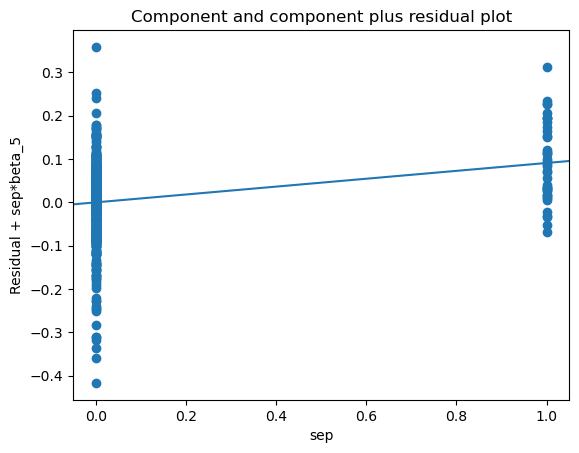 Component and component plus residual plot
Residual + sep*beta_5
0.3
0.2
0.1
0.0
−0.1
−0.2
−0.3
−0.4
0.0 0.2 0.4 0.6 0.8 1.0
sep